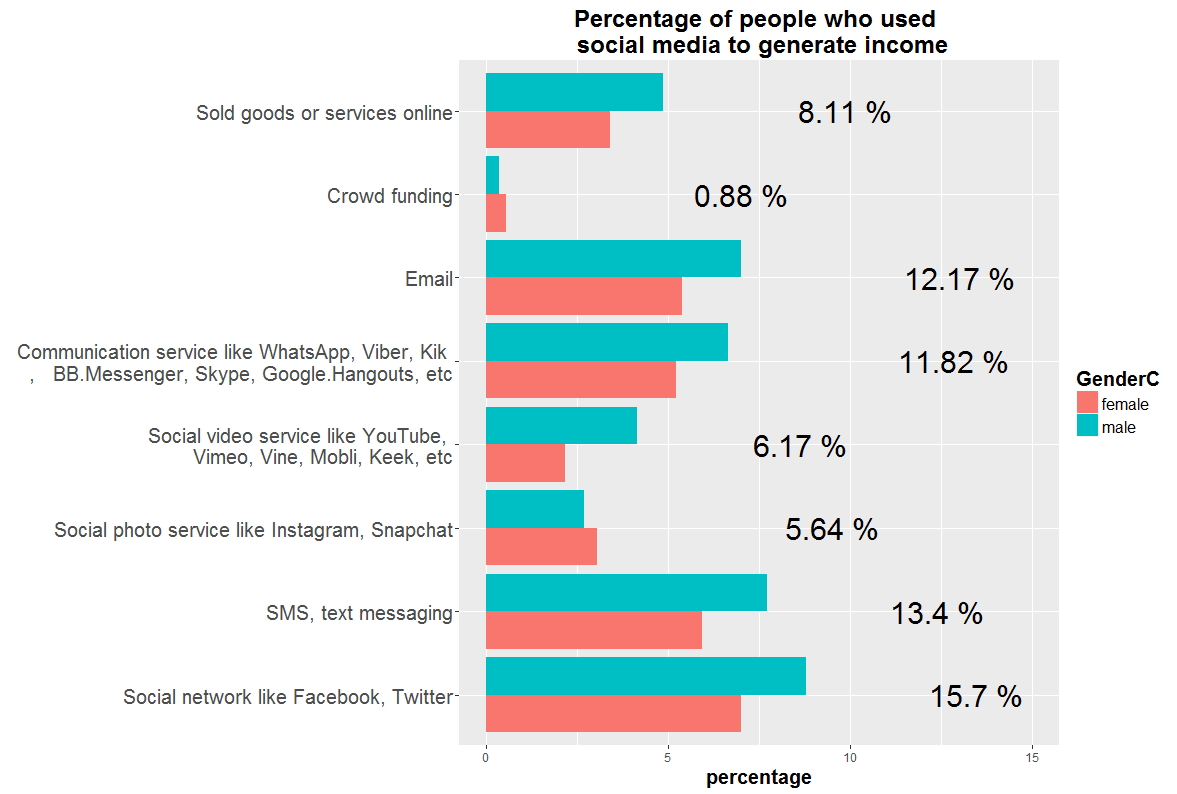 Percentage of people who used
social media to generate income
Sold goods or services online
8.11 %
Crowd funding
0.88 %
Email
12.17 %
Communication service like WhatsApp, Viber, Kik
, BB.Messenger, Skype, Google.Hangouts, etc
11.82 %
Social video service like YouTube,
Vimeo, Vine, Mobli, Keek, etc
6.17 %
Social photo service like Instagram, Snapchat
5.64 %
SMS, text messaging
13.4 %
Social network like Facebook, Twitter
15.7 %
0 5 10 15
percentage
GenderC
female
male